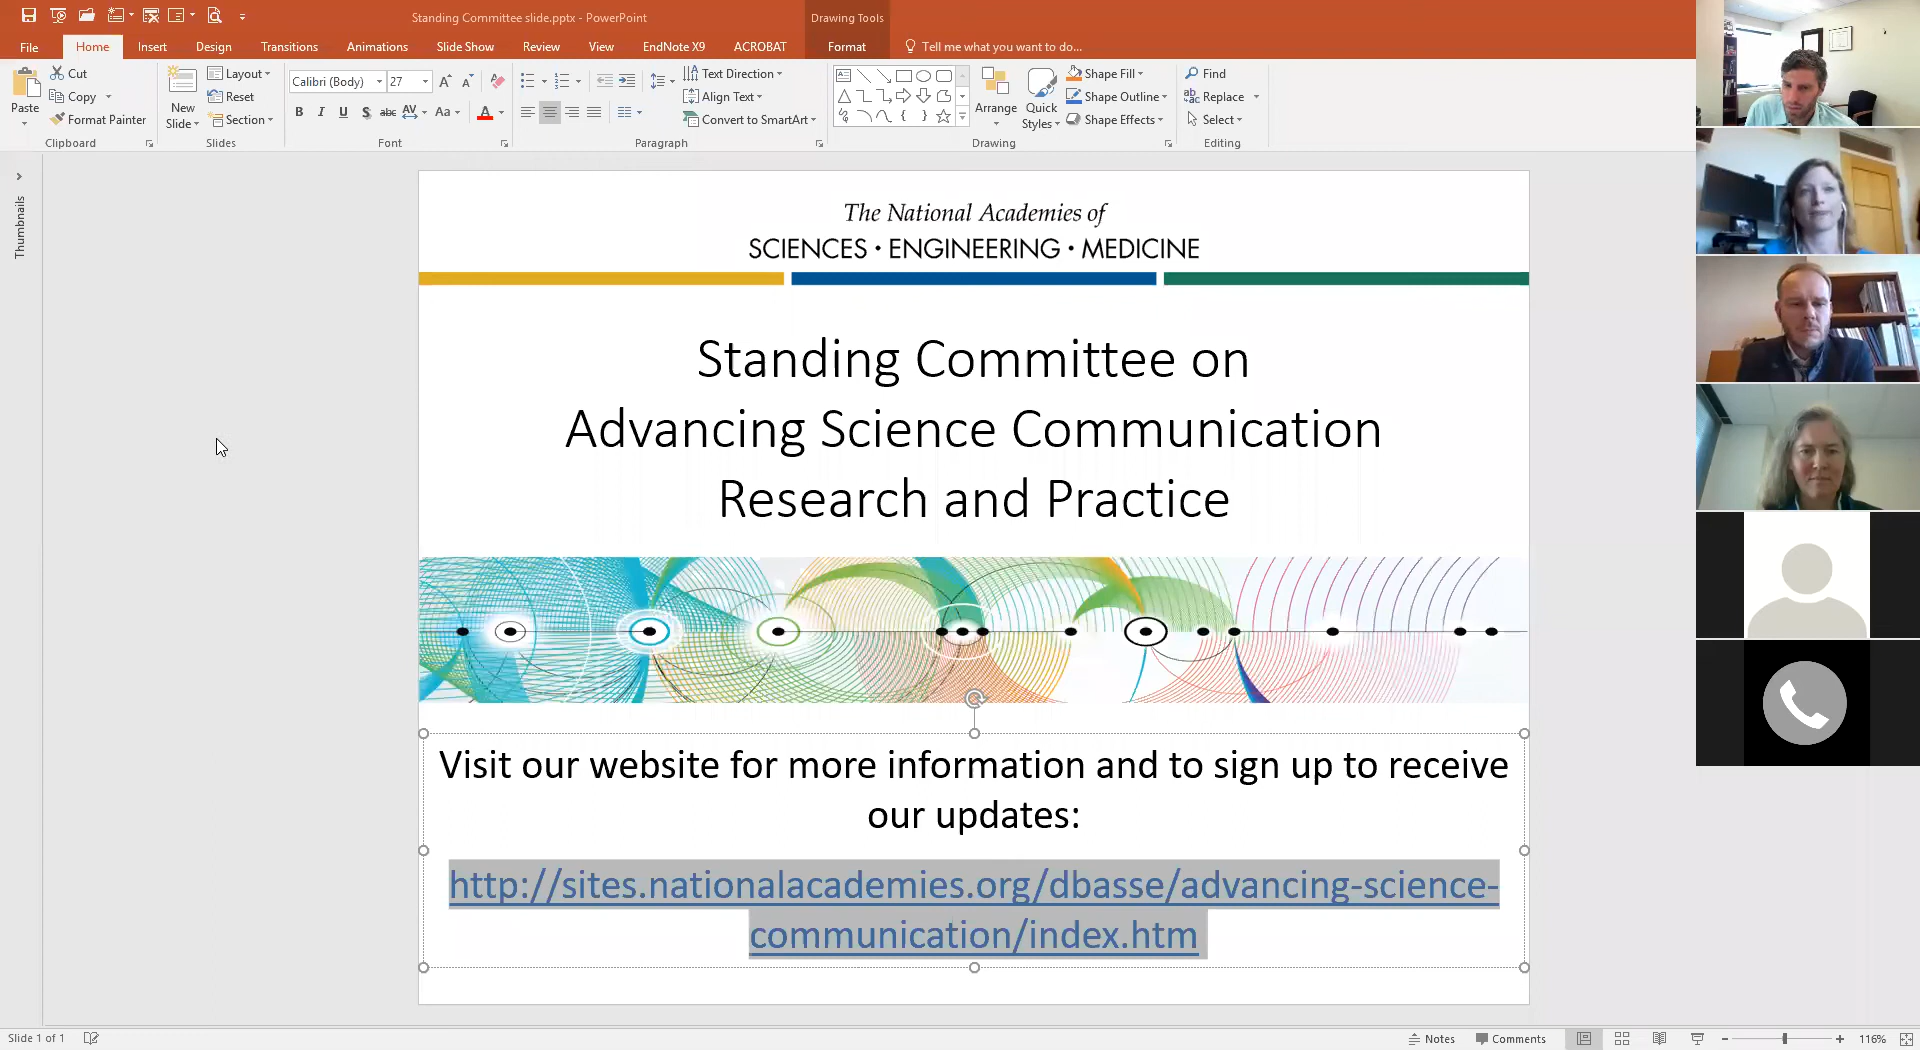 Standing Committee slide.pptx - PowerPoint
Drawing Tools
File
Home
Insert
Design
Transitions
Animations
Slide Show
Review
View
EndNote X9
ACROBAT
Format
Tell me what you want to do...
Paste
Cut
Copy
Format Painter
Clipboard
New
Slide
Layout
Reset
Section
Slides
Calibri (Body)
27
B
I
U
S
abc
AV
Aa
A
Font
Text Direction
Align Text
Convert to SmartArt
Paragraph
Arrange
Quick
Styles
Shape Fill
Shape Outline
Shape Effects
Drawing
Find
Replace
Select
Editing
Thumbnails
The National Academies of
SCIENCES · ENGINEERING · MEDICINE
Standing Committee on
Advancing Science Communication
Research and Practice
Visit our website for more information and to sign up to receive
our updates:
http://sites.nationalacademies.org/dbasse/advancing-science-
communication/index.htm
Slide 1 of 1
Notes
Comments
116%